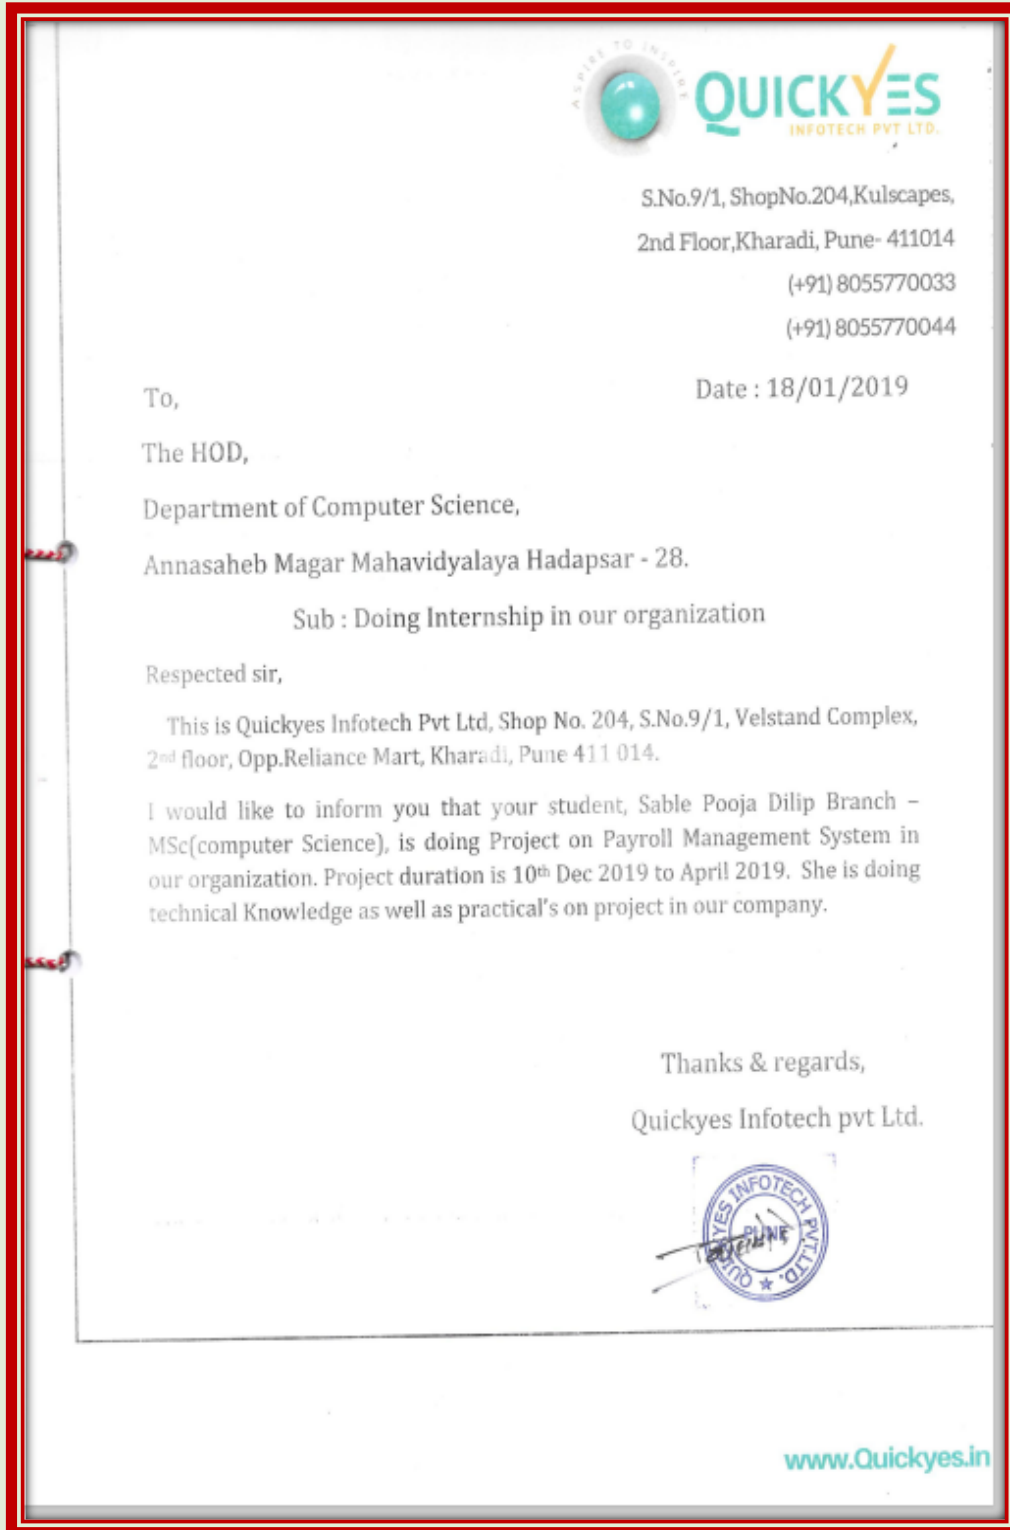 ASPIRE TO INSPIRE
QUICKYES
INFOTECH PVT LTD.
S.No.9/1, ShopNo.204,Kulscapes,
2nd Floor,Kharadi, Pune- 411014
(+91) 8055770033
(+91) 8055770044
Date : 18/01/2019
To,
The HOD,
Department of Computer Science,
Annasaheb Magar Mahavidyalaya Hadapsar - 28.
Sub : Doing Internship in our organization
Respected sir,
This is Quickyes Infotech Pvt Ltd, Shop No. 204, S.No.9/1, Velstand Complex,
2nd floor, Opp.Reliance Mart, Kharadi, Pune 411 014.
I would like to inform you that your student, Sable Pooja Dilip Branch –
MSc(computer Science), is doing Project on Payroll Management System in
our organization. Project duration is 10th Dec 2019 to April 2019. She is doing
technical Knowledge as well as practical's on project in our company.
Thanks & regards,
Quickyes Infotech pvt Ltd.
QUICKYES INFOTECH PVT.LTD.
PUNE
www.Quickyes.in